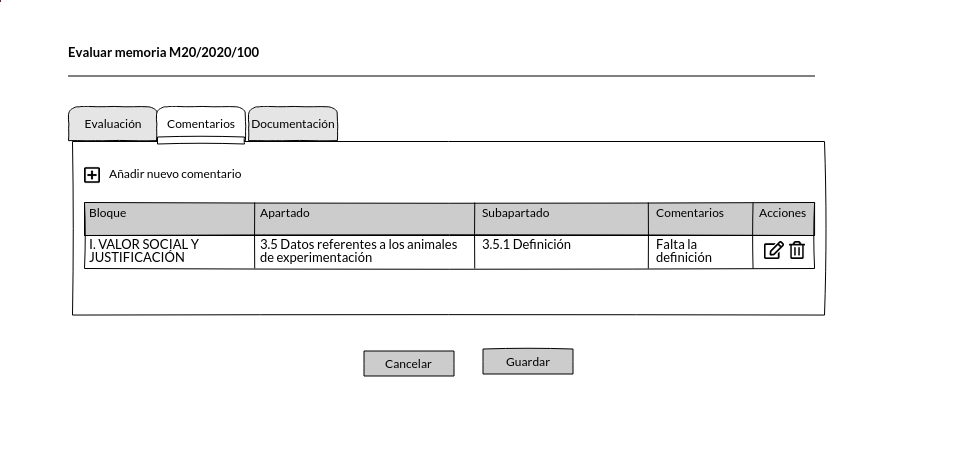 Evaluar memoria M20/2020/100
Evaluación Comentarios Documentación
Añadir nuevo comentario
Bloque Apartado Subapartado Comentarios Acciones
I. VALOR SOCIAL Y 3.5 Datos referentes a los animales 3.5.1 Definición Falta la
JUSTIFICACIÓN de experimentación definición
Cancelar Guardar